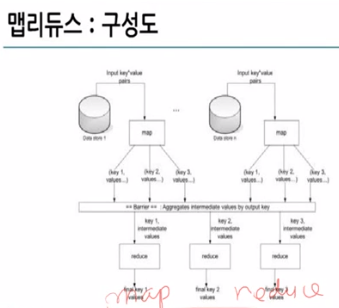 맵리듀스 : 구성도
Input key*value
pairs
Input key*value
pairs
...
Data store 1
map
Data store n
map
(key 1,
values...)
(key 2,
values...)
(key 3,
values...)
(key 1,
values...)
(key 2,
values...)
(key 3,
values...)
== Barrier == : Aggregates intermediate values by output key
key 1,
intermediate
values
key 2,
intermediate
values
key 3,
intermediate
values
reduce
reduce
reduce
final key 1
values
final key 2
values
final key 3
values
map reduce